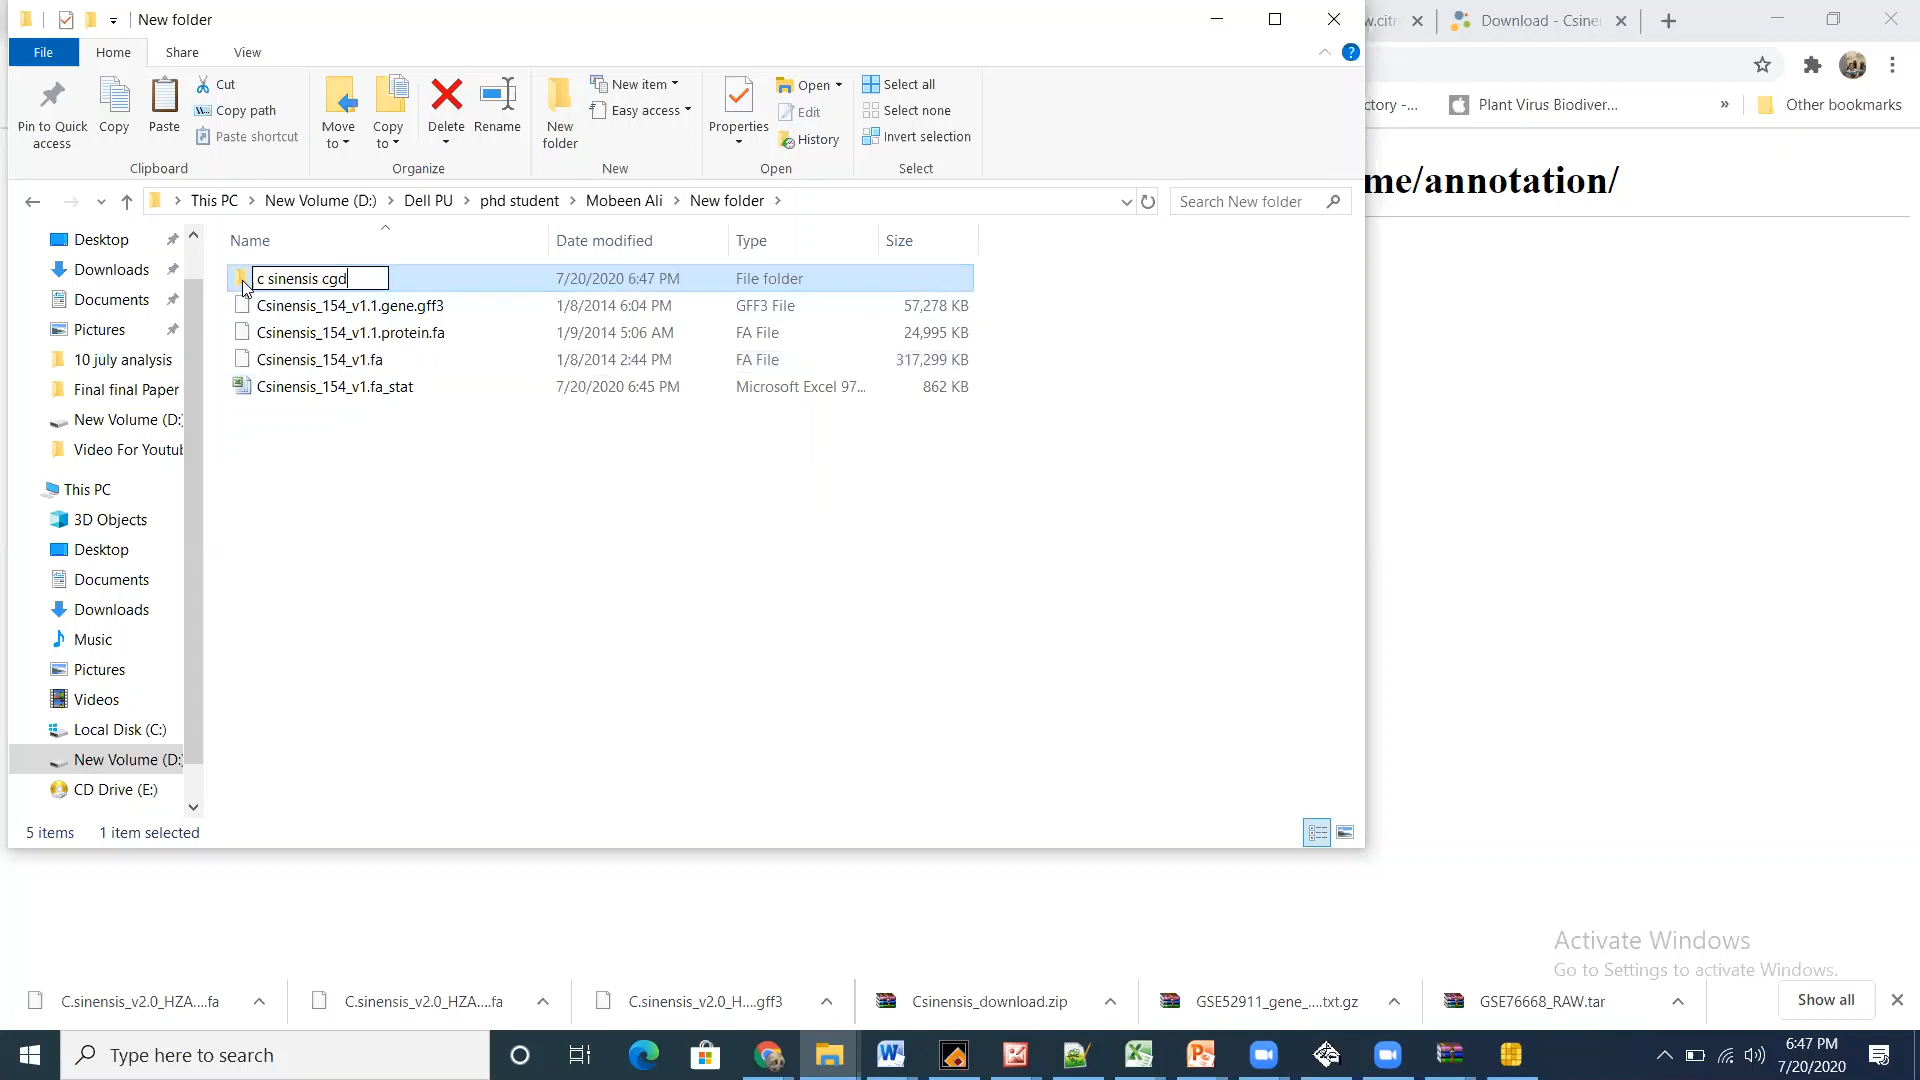 New folder
w.citr
Download - Csine
File
Home
Share
View
Pin to Quick access
Copy
Paste
Cut
Copy path
Paste shortcut
Clipboard
Move to
Copy to
Delete
Rename
Organize
New folder
New item
Easy access
New
Properties
Open
Edit
History
Open
Select all
Select none
Invert selection
Select
ctory -...
Plant Virus Biodiver...
»
Other bookmarks
me/annotation/
This PC > New Volume (D:) > Dell PU > phd student > Mobeen Ali > New folder >
Search New folder
Name
Date modified
Type
Size
c sinensis cgd 7/20/2020 6:47 PM File folder
Csinensis_154_v1.1.gene.gff3 1/8/2014 6:04 PM GFF3 File 57,278 KB
Csinensis_154_v1.1.protein.fa 1/9/2014 5:06 AM FA File 24,995 KB
Csinensis_154_v1.fa 1/8/2014 2:44 PM FA File 317,299 KB
Csinensis_154_v1.fa_stat 7/20/2020 6:45 PM Microsoft Excel 97... 862 KB
Desktop
Downloads
Documents
Pictures
10 july analysis
Final final Paper
New Volume (D:)
Video For Youtub
This PC
3D Objects
Desktop
Documents
Downloads
Music
Pictures
Videos
Local Disk (C:)
New Volume (D:)
CD Drive (E:)
5 items 1 item selected
Activate Windows
Go to Settings to activate Windows.
C.sinensis_v2.0_HZA....fa
C.sinensis_v2.0_HZA....fa
C.sinensis_v2.0_H....gff3
Csinensis_download.zip
GSE52911_gene_....txt.gz
GSE76668_RAW.tar
Show all
Type here to search
6:47 PM
7/20/2020